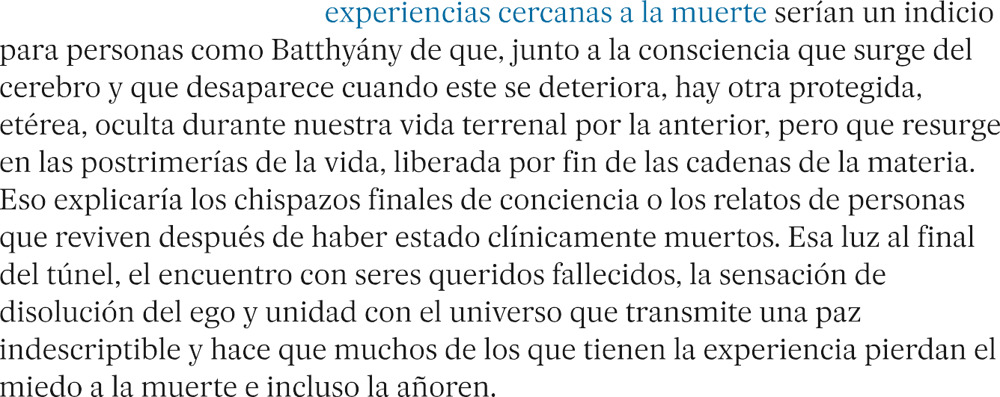 experiencias cercanas a la muerte serían un indicio
para personas como Batthyány de que, junto a la consciencia que surge del
cerebro y que desaparece cuando este se deteriora, hay otra protegida,
etérea, oculta durante nuestra vida terrenal por la anterior, pero que resurge
en las postrimerías de la vida, liberada por fin de las cadenas de la materia.
Eso explicaría los chispazos finales de conciencia o los relatos de personas
que reviven después de haber estado clínicamente muertos. Esa luz al final
del túnel, el encuentro con seres queridos fallecidos, la sensación de
disolución del ego y unidad con el universo que transmite una paz
indescriptible y hace que muchos de los que tienen la experiencia pierdan el
miedo a la muerte e incluso la añoren.